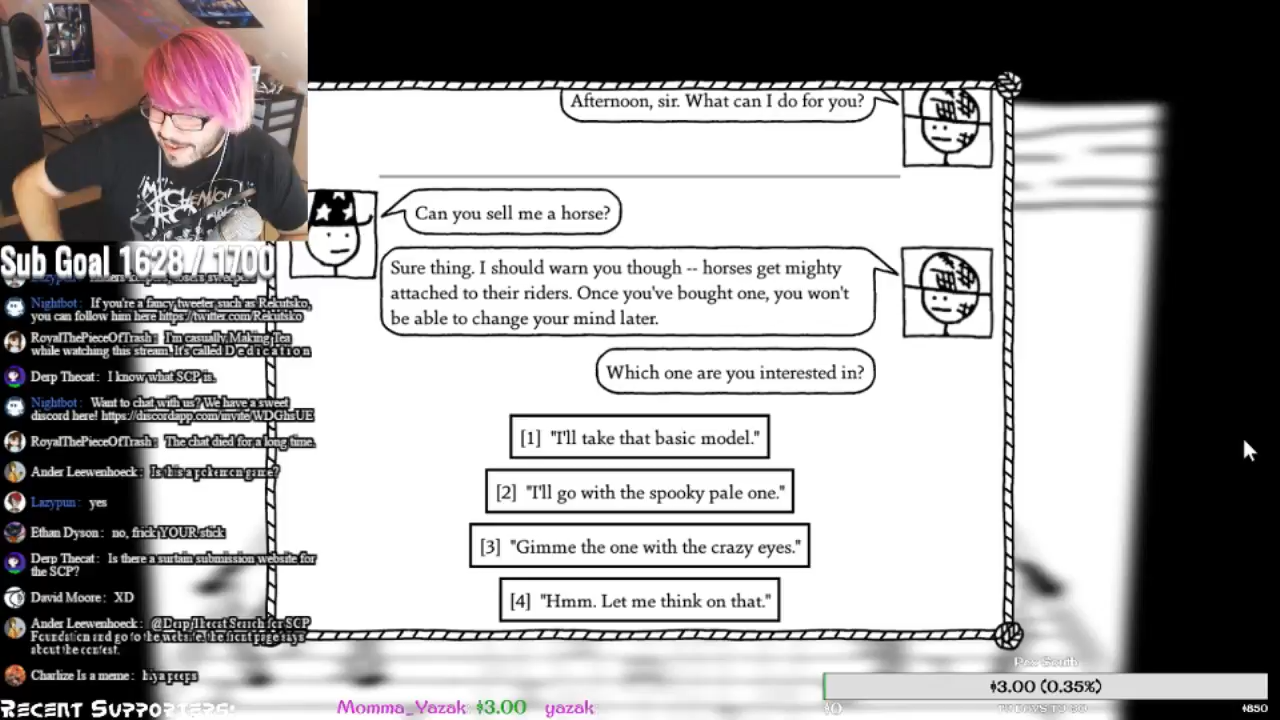 Afternoon, sir. What can I do for you?
Can you sell me a horse?
Sure thing. I should warn you though -- horses get mighty
attached to their riders. Once you've bought one, you won't
be able to change your mind later.
Which one are you interested in?
[1] "I'll take that basic model."
[2] "I'll go with the spooky pale one."
[3] "Gimme the one with the crazy eyes."
[4] "Hmm. Let me think on that."
Sub Goal 1628 / 1700
Nightbot: If you're a fancy tweeter such as Rekutsko,
you can follow him here https://twitter.com/Rekutsko
RoyalThePieceOfTrash: I'm casually Making Tea
while watching this stream. It's called D e d i c a t i o n
Derp Thecat: I know what SCP is.
Nightbot: Want to chat with us? We have a sweet
discord here! https://discordapp.com/invite/WDGhsUE
RoyalThePieceOfTrash: The chat died for a long time.
Ander Leewenhoeck: Is this a pokemon game?
Lazypun: yes
Ethan Dyson: no, frick YOUR stick
Derp Thecat: Is there a surtain submission website for
the SCP?
David Moore: XD
Ander Leewenhoeck: @Derp Thecat Search for SCP
Foundation and go to the website, the front page says
about the contest.
Charlize Is a meme: hiya peeps
Recent Supporters:
Momma_Yazak $3.00 yazak
$3.00 (0.35%)
$0
$850